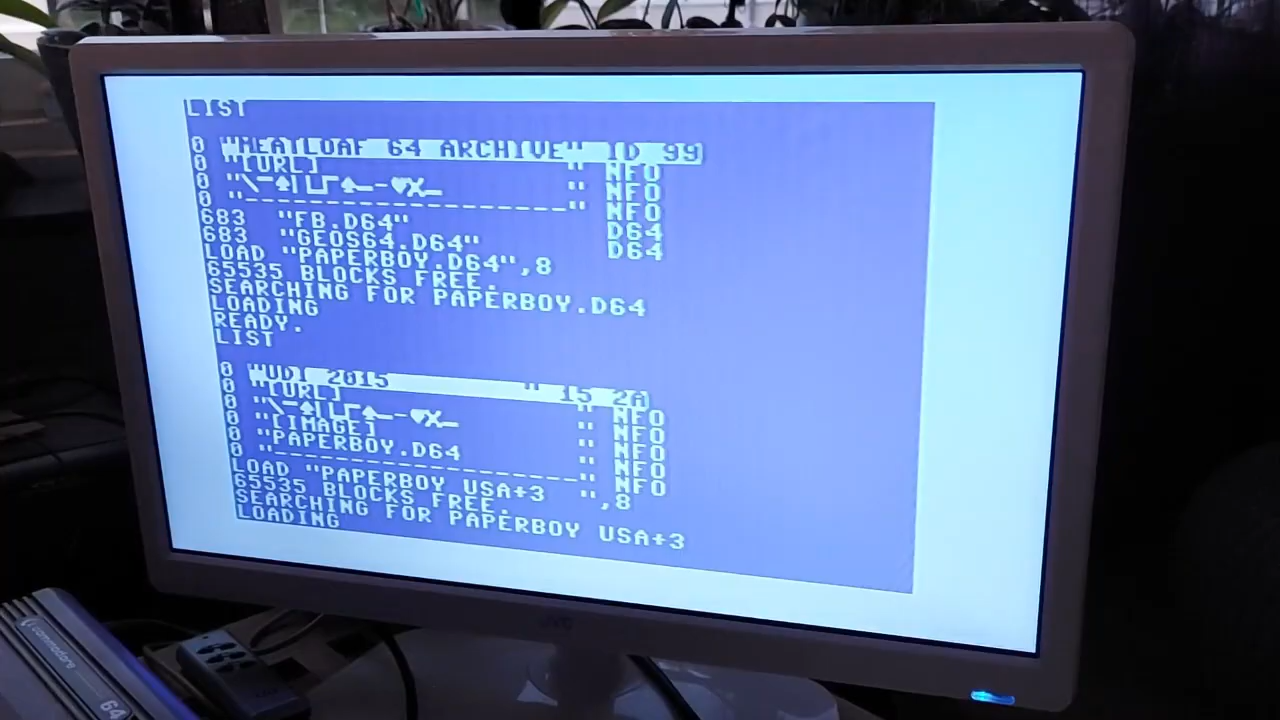 LIST
0 "MEATLOAF 64 ARCHIVE" ID 99
0 "[URL] " NFO
0 " " NFO
0 "-------------------" NFO
683 "FB.D64" D64
683 "GEOS64.D64" D64
LOAD "PAPERBOY.D64",8
65535 BLOCKS FREE.
SEARCHING FOR PAPERBOY.D64
LOADING
READY.
LIST
0 "UDI 2015 " 15 2A
0 "[URL] " NFO
0 " " NFO
0 "[IMAGE] " NFO
0 "PAPERBOY.D64 " NFO
0 "-------------------" NFO
LOAD "PAPERBOY USA+3 ",8
65535 BLOCKS FREE.
SEARCHING FOR PAPERBOY USA+3
LOADING
JVC
commodore
64